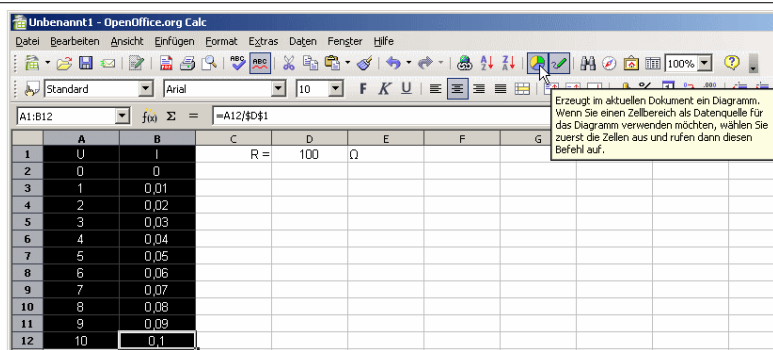 Unbenannt1 - OpenOffice.org Calc
Datei Bearbeiten Ansicht Einfügen Format Extras Daten Fenster Hilfe
ABC ABC 100%
Standard Arial 10 F K U
A1:B12 f(x) Σ = =A12/$D$1
Erzeugt im aktuellen Dokument ein Diagramm.
Wenn Sie einen Zellbereich als Datenquelle für
das Diagramm verwenden möchten, wählen Sie
zuerst die Zellen aus und rufen dann diesen
Befehl auf.
A B C D E F G
1 U I R = 100 Ω
2 0 0
3 1 0,01
4 2 0,02
5 3 0,03
6 4 0,04
7 5 0,05
8 6 0,06
9 7 0,07
10 8 0,08
11 9 0,09
12 10 0,1